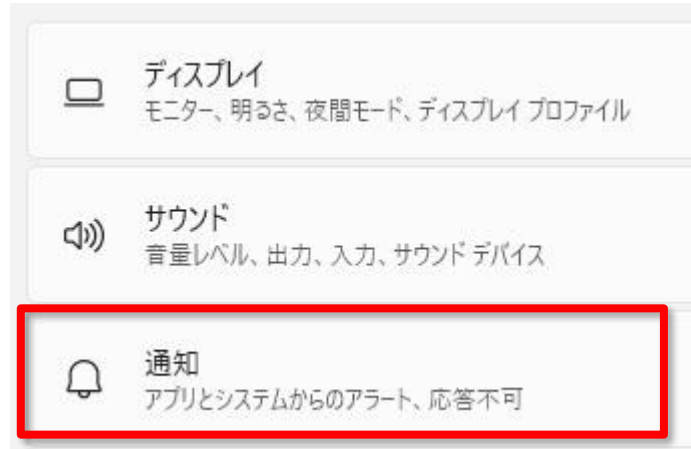 ディスプレイ
モニター、明るさ、夜間モード、ディスプレイ プロファイル
サウンド
音量レベル、出力、入力、サウンド デバイス
通知
アプリとシステムからのアラート、応答不可